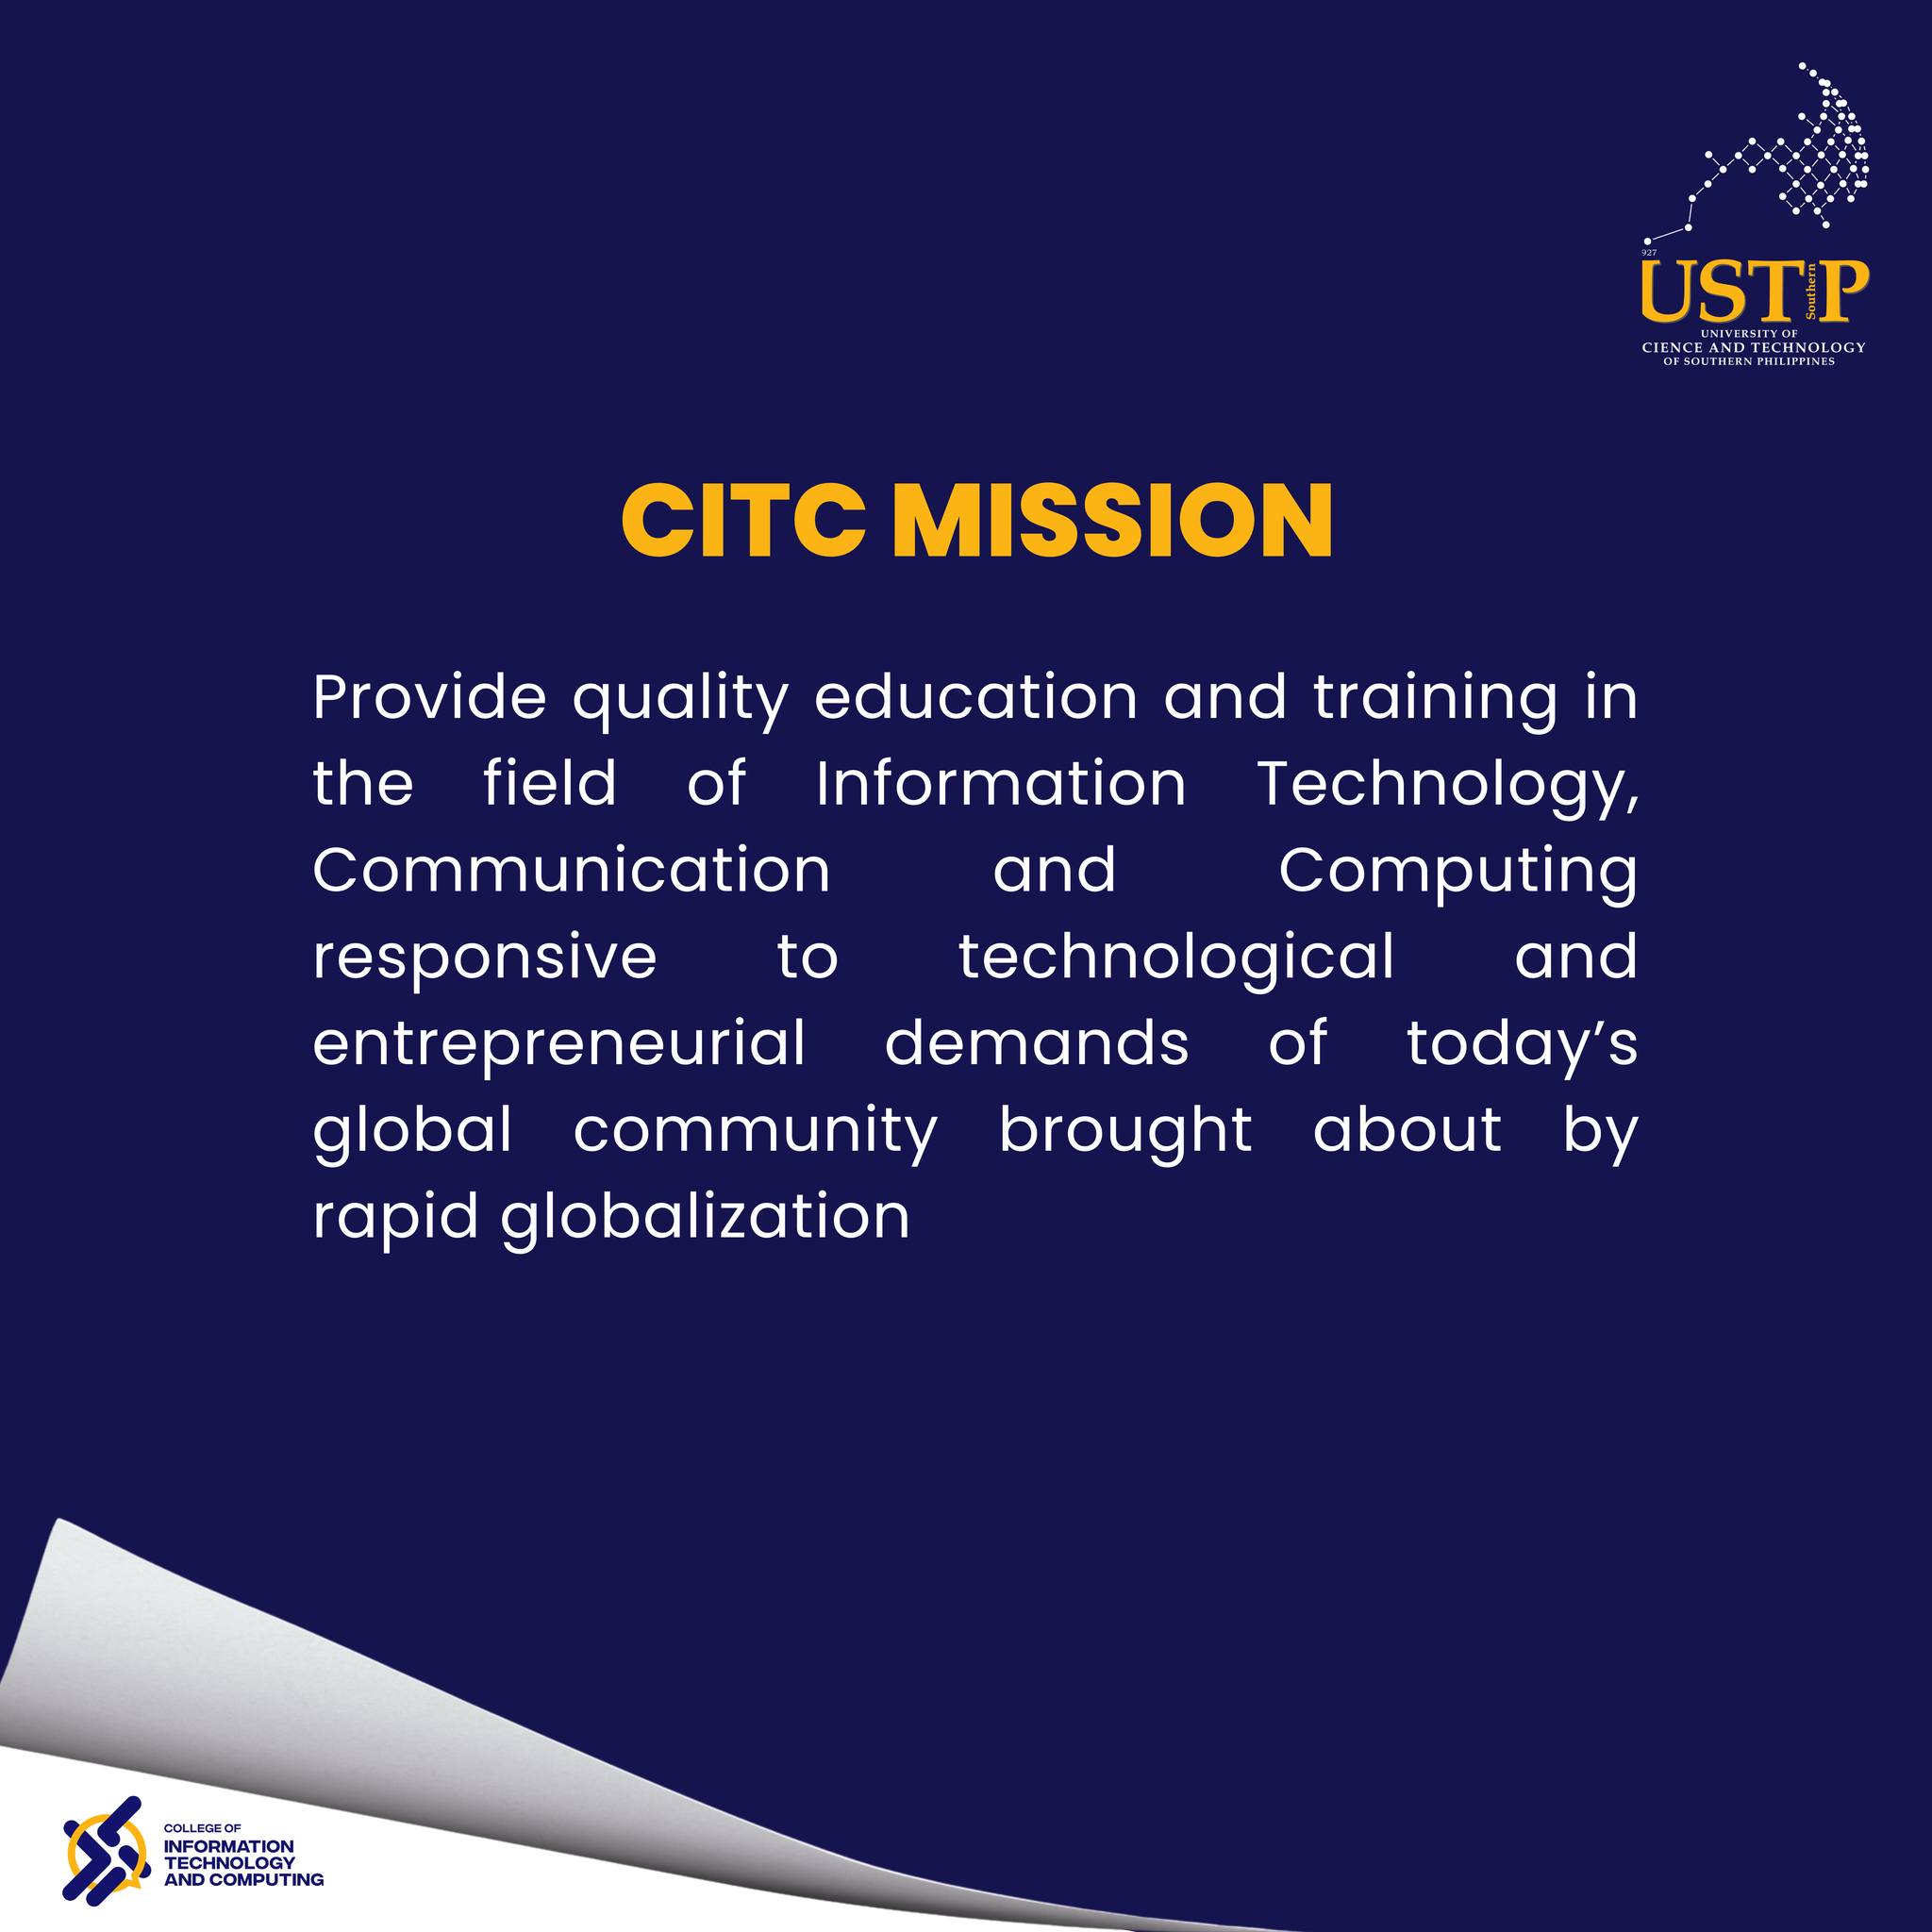 927
USTP
Southern
UNIVERSITY OF
CIENCE AND TECHNOLOGY
OF SOUTHERN PHILIPPINES
CITC MISSION
Provide quality education and training in
the field of Information Technology,
Communication and Computing
responsive to technological and
entrepreneurial demands of today’s
global community brought about by
rapid globalization
COLLEGE OF
INFORMATION
TECHNOLOGY
AND COMPUTING